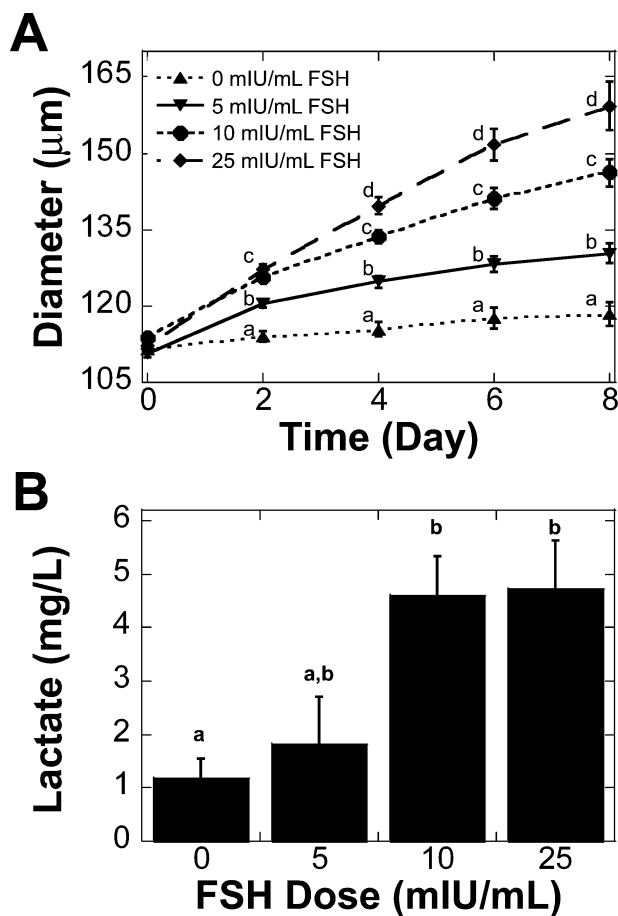 A
Diameter (μm)
165
150
135
120
105
0 mIU/mL FSH
5 mIU/mL FSH
10 mIU/mL FSH
25 mIU/mL FSH
d
d
c
d
c
c
c
b
b
b
b
a
a
a
a
0 2 4 6 8
Time (Day)
B
Lactate (mg/L)
6
5
4
3
2
1
0
a
a,b
b
b
0 5 10 25
FSH Dose (mIU/mL)